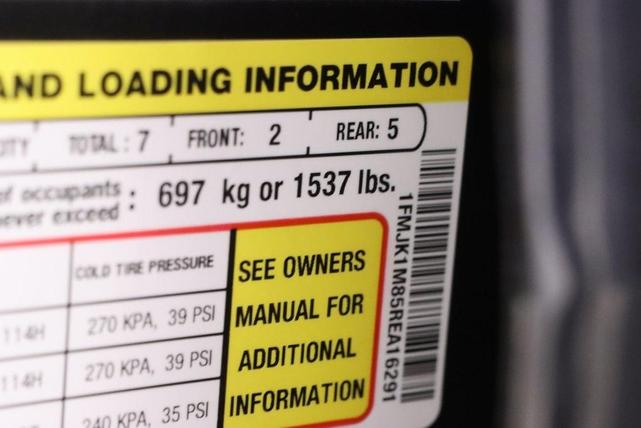 AND LOADING INFORMATION
ITY TOTAL: 7 FRONT: 2 REAR: 5
of occupants
never exceed : 697 kg or 1537 lbs.
COLD TIRE PRESSURE
114H 270 KPA, 39 PSI
114H 270 KPA, 39 PSI
240 KPA, 35 PSI
SEE OWNERS
MANUAL FOR
ADDITIONAL
INFORMATION
1FMJK1M85REA16291